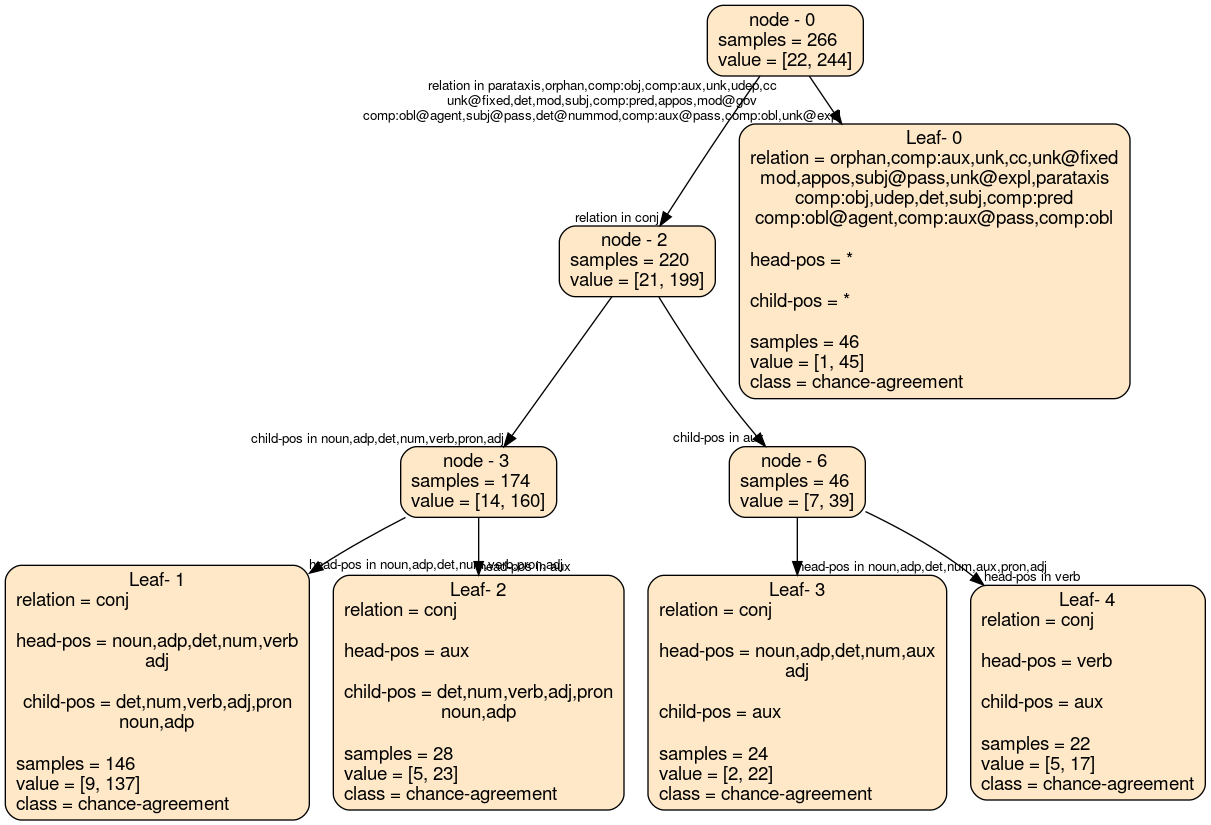 node - 0
samples = 266
value = [22, 244]
relation in parataxis,orphan,comp:obj,comp:aux,unk,udep,cc
unk@fixed,det,mod,subj,comp:pred,appos,mod@gov
comp:obl@agent,subj@pass,det@nummod,comp:aux@pass,comp:obl,unk@expl
Leaf- 0
relation = orphan,comp:aux,unk,cc,unk@fixed
mod,appos,subj@pass,unk@expl,parataxis
comp:obj,udep,det,subj,comp:pred
comp:obl@agent,comp:aux@pass,comp:obl
head-pos = *
child-pos = *
samples = 46
value = [1, 45]
class = chance-agreement
relation in conj
node - 2
samples = 220
value = [21, 199]
child-pos in noun,adp,det,num,verb,pron,adj
child-pos in aux
node - 3
samples = 174
value = [14, 160]
node - 6
samples = 46
value = [7, 39]
head-pos in noun,adp,det,num,verb,pron,adj
head-pos in aux
head-pos in noun,adp,det,num,aux,pron,adj
head-pos in verb
Leaf- 1
relation = conj
head-pos = noun,adp,det,num,verb
adj
child-pos = det,num,verb,adj,pron
noun,adp
samples = 146
value = [9, 137]
class = chance-agreement
Leaf- 2
relation = conj
head-pos = aux
child-pos = det,num,verb,adj,pron
noun,adp
samples = 28
value = [5, 23]
class = chance-agreement
Leaf- 3
relation = conj
head-pos = noun,adp,det,num,aux
adj
child-pos = aux
samples = 24
value = [2, 22]
class = chance-agreement
Leaf- 4
relation = conj
head-pos = verb
child-pos = aux
samples = 22
value = [5, 17]
class = chance-agreement